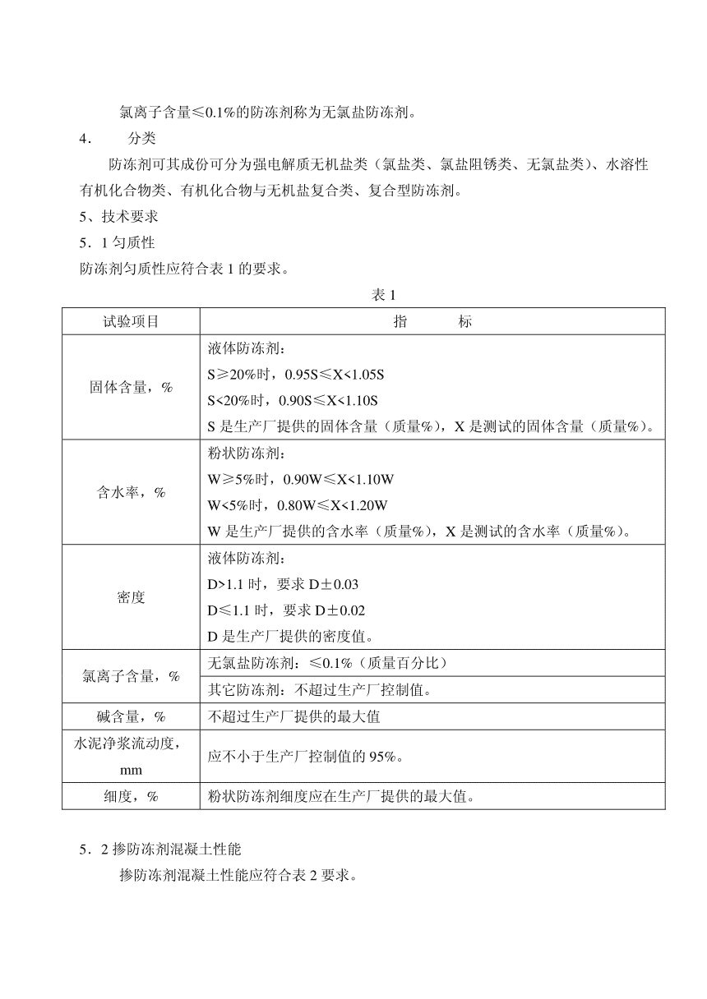 氯离子含量≤0.1%的防冻剂称为无氯盐防冻剂。
4. 分类
防冻剂可其成份可分为强电解质无机盐类（氯盐类、氯盐阻锈类、无氯盐类）、水溶性
有机化合物类、有机化合物与无机盐复合类、复合型防冻剂。
5、技术要求
5．1 匀质性
防冻剂匀质性应符合表 1 的要求。
表 1
试验项目 指 标
固体含量，%
液体防冻剂：
S≥20%时，0.95S≤X<1.05S
S<20%时，0.90S≤X<1.10S
S 是生产厂提供的固体含量（质量%），X 是测试的固体含量（质量%）。
含水率，%
粉状防冻剂：
W≥5%时，0.90W≤X<1.10W
W<5%时，0.80W≤X<1.20W
W 是生产厂提供的含水率（质量%），X 是测试的含水率（质量%）。
密度
液体防冻剂：
D>1.1 时，要求 D±0.03
D≤1.1 时，要求 D±0.02
D 是生产厂提供的密度值。
氯离子含量，%
无氯盐防冻剂：≤0.1%（质量百分比）
其它防冻剂：不超过生产厂控制值。
碱含量，% 不超过生产厂提供的最大值
水泥净浆流动度，
mm
应不小于生产厂控制值的 95%。
细度，% 粉状防冻剂细度应在生产厂提供的最大值。
5．2 掺防冻剂混凝土性能
掺防冻剂混凝土性能应符合表 2 要求。